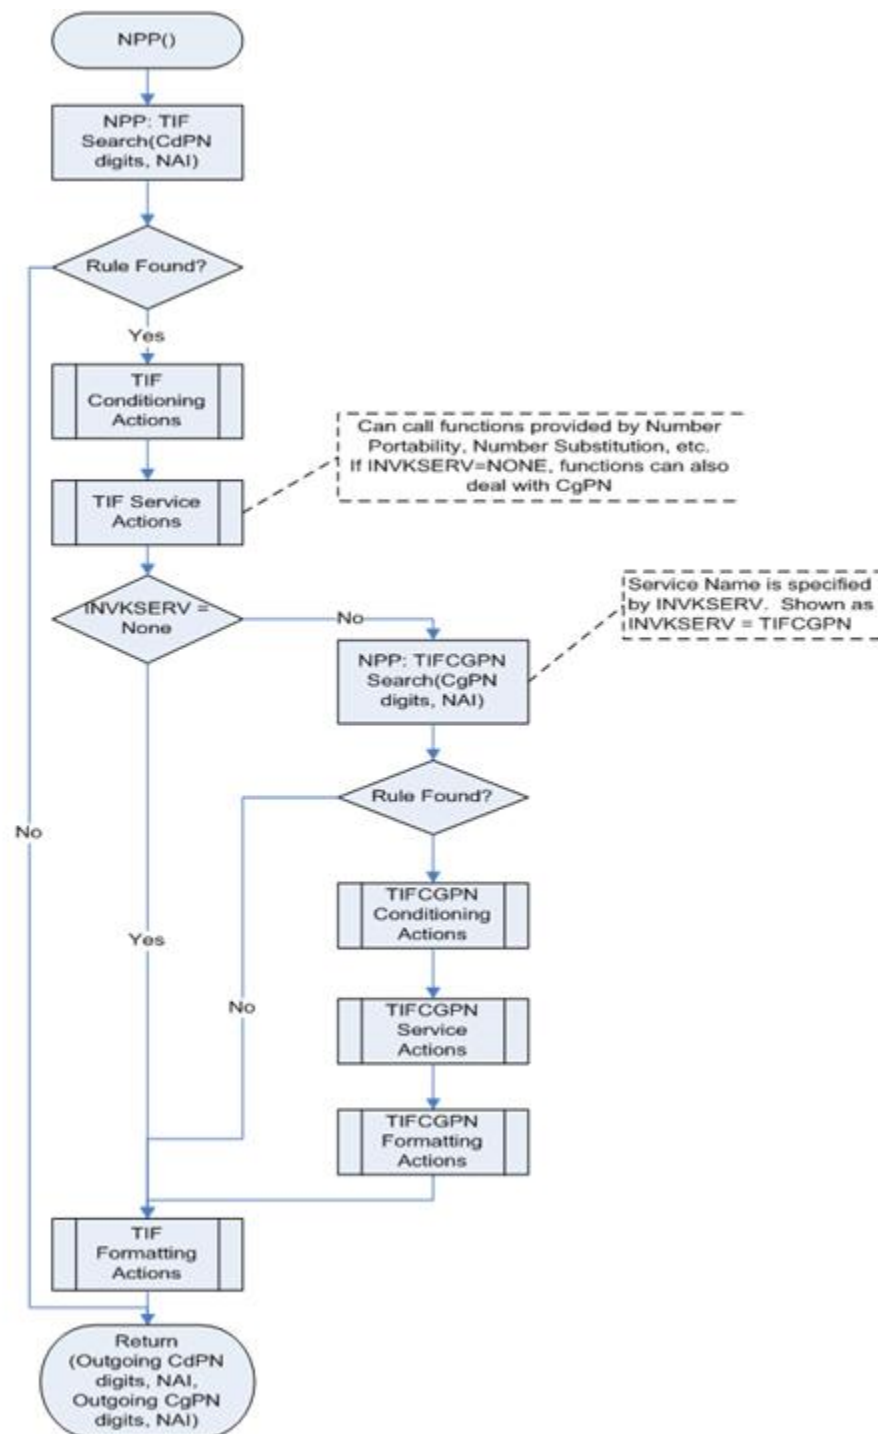 NPP()
NPP: TIF
Search(CdPN
digits, NAI)
Rule Found?
Yes
TIF
Conditioning
Actions
Can call functions provided by Number
Portability, Number Substitution, etc.
If INVKSERV=NONE, functions can also
deal with CgPN
TIF Service
Actions
INVKSERV =
None
No
Service Name is specified
by INVKSERV.  Shown as
INVKSERV = TIFCGPN
NPP: TIFCGPN
Search(CgPN
digits, NAI)
Rule Found?
No
TIFCGPN
Conditioning
Actions
Yes
No
TIFCGPN
Service
Actions
TIFCGPN
Formatting
Actions
TIF
Formatting
Actions
Return
(Outgoing CdPN
digits, NAI,
Outgoing CgPN
digits, NAI)